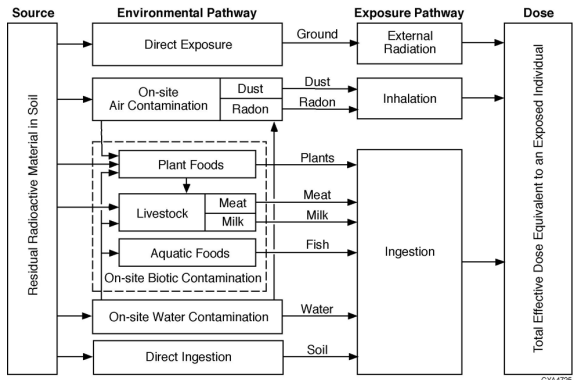 Source Environmental Pathway Exposure Pathway Dose
Residual Radioactive Material in Soil
Direct Exposure
Ground
External
Radiation
On-site
Air Contamination
Dust
Radon
Dust
Radon
Inhalation
Plant Foods
Plants
Livestock
Meat
Milk
Meat
Milk
Aquatic Foods
Fish
On-site Biotic Contamination
Ingestion
On-site Water Contamination
Water
Direct Ingestion
Soil
Total Effective Dose Equivalent to an Exposed Individual